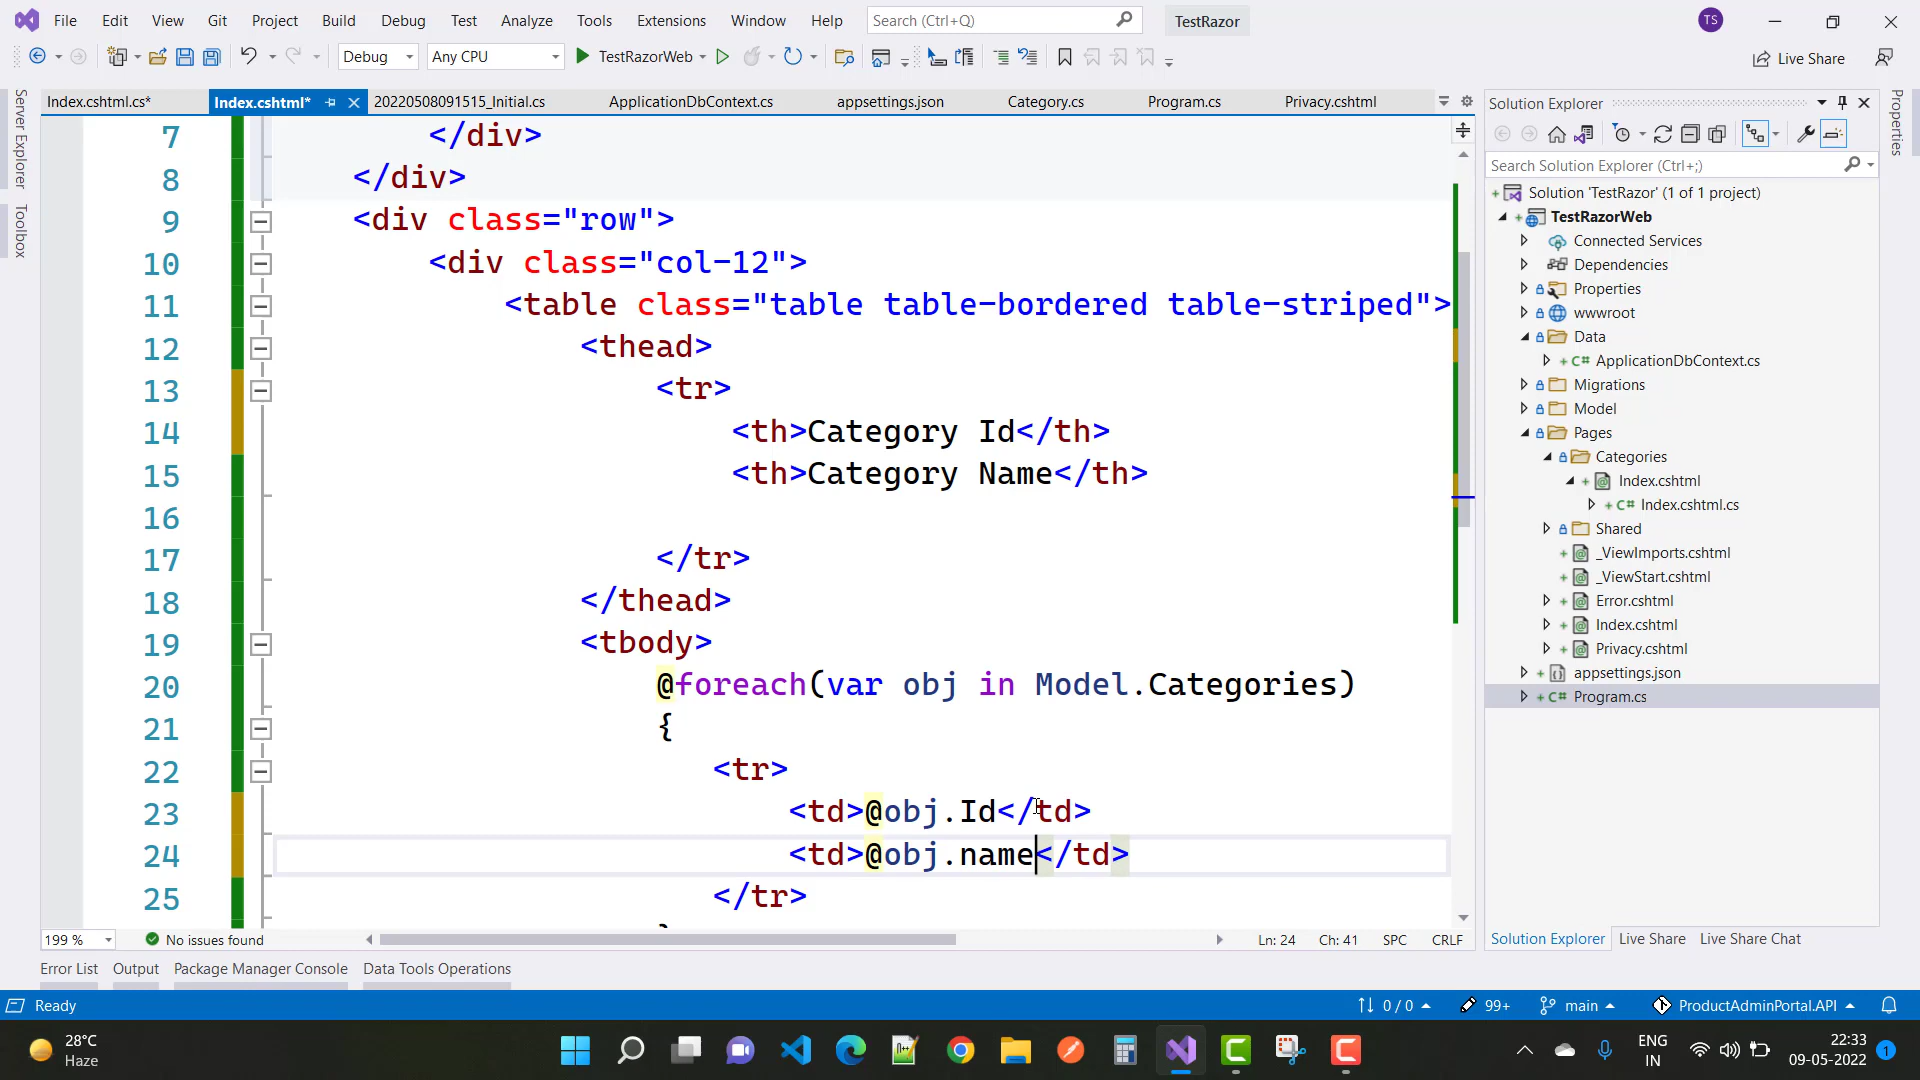 File Edit View Git Project Build Debug Test Analyze Tools Extensions Window Help Search (Ctrl+Q) TestRazor TS
Debug Any CPU TestRazorWeb Live Share
Index.cshtml.cs* Index.cshtml* 20220508091515_Initial.cs ApplicationDbContext.cs appsettings.json Category.cs Program.cs Privacy.cshtml
Server Explorer
Toolbox
7 </div>
8 </div>
9 <div class="row">
10 <div class="col-12">
11 <table class="table table-bordered table-striped">
12 <thead>
13 <tr>
14 <th>Category Id</th>
15 <th>Category Name</th>
16
17 </tr>
18 </thead>
19 <tbody>
20 @foreach(var obj in Model.Categories)
21 {
22 <tr>
23 <td>@obj.Id</td>
24 <td>@obj.name</td>
25 </tr>
199 % No issues found Ln: 24 Ch: 41 SPC CRLF
Solution Explorer
Search Solution Explorer (Ctrl+;)
Solution 'TestRazor' (1 of 1 project)
TestRazorWeb
Connected Services
Dependencies
Properties
wwwroot
Data
C# ApplicationDbContext.cs
Migrations
Model
Pages
Categories
Index.cshtml
C# Index.cshtml.cs
Shared
_ViewImports.cshtml
_ViewStart.cshtml
Error.cshtml
Index.cshtml
Privacy.cshtml
appsettings.json
C# Program.cs
Solution Explorer Live Share Live Share Chat
Properties
Error List Output Package Manager Console Data Tools Operations
Ready 0 / 0 99+ main ProductAdminPortal.API
28°C
Haze
ENG
IN
22:33
09-05-2022
1